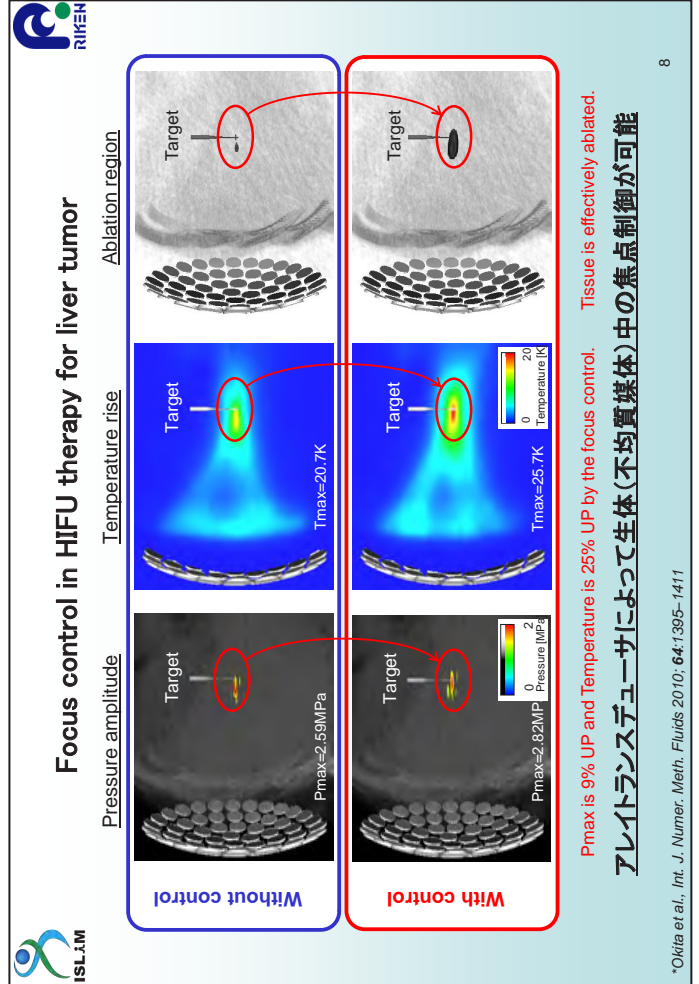 ISLiM
RIKEN
Focus control in HIFU therapy for liver tumor
Pressure amplitude
Temperature rise
Ablation region
Without control
Target
Pmax=2.59MPa
Target
Tmax=20.7K
Target
With control
Target
Pmax=2.82MP
0 2
Pressure [MPa
Target
Tmax=25.7K
0 20
Temperature [K
Target
Pmax is 9% UP and Temperature is 25% UP by the focus control.
Tissue is effectively ablated.
アレイトランスデューサによって生体（不均質媒体）中の焦点制御が可能
*Okita et al., Int. J. Numer. Meth. Fluids 2010; 64:1395–1411
8